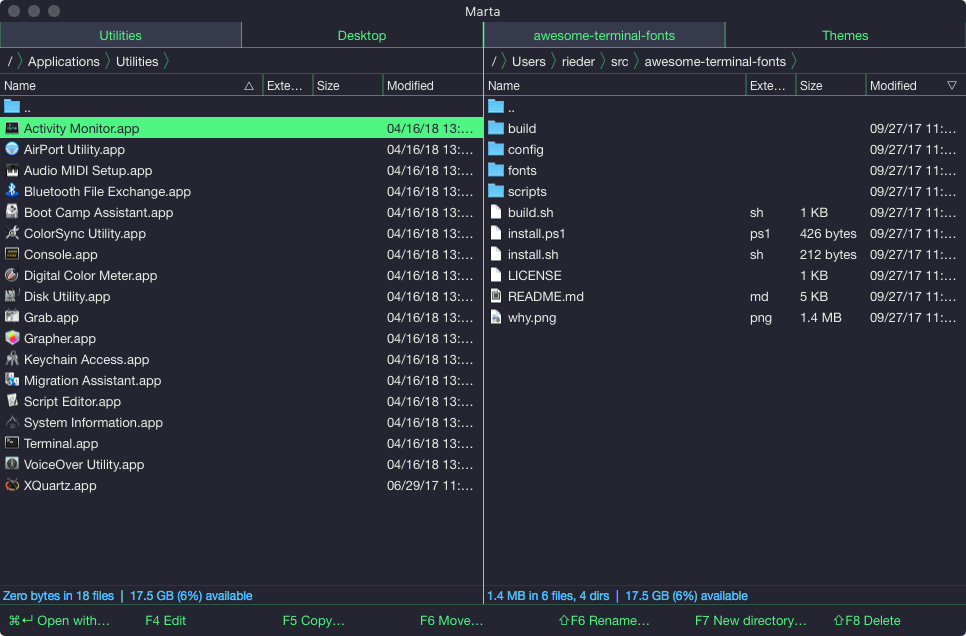 Marta
Utilities Desktop awesome-terminal-fonts Themes
/ 〉 Applications 〉 Utilities 〉 / 〉 Users 〉 rieder 〉 src 〉 awesome-terminal-fonts 〉
Name △ Exte... Size Modified Name Exte... Size Modified ▽
.. ..
Activity Monitor.app 04/16/18 13:... build 09/27/17 11:...
AirPort Utility.app 04/16/18 13:... config 09/27/17 11:...
Audio MIDI Setup.app 04/16/18 13:... fonts 09/27/17 11:...
Bluetooth File Exchange.app 04/16/18 13:... scripts 09/27/17 11:...
Boot Camp Assistant.app 04/16/18 13:... build.sh sh 1 KB 09/27/17 11:...
ColorSync Utility.app 04/16/18 13:... install.ps1 ps1 426 bytes 09/27/17 11:...
Console.app 04/16/18 13:... install.sh sh 212 bytes 09/27/17 11:...
Digital Color Meter.app 04/16/18 13:... LICENSE 1 KB 09/27/17 11:...
Disk Utility.app 04/16/18 13:... README.md md 5 KB 09/27/17 11:...
Grab.app 04/16/18 13:... why.png png 1.4 MB 09/27/17 11:...
Grapher.app 04/16/18 13:...
Keychain Access.app 04/16/18 13:...
Migration Assistant.app 04/16/18 13:...
Script Editor.app 04/16/18 13:...
System Information.app 04/16/18 13:...
Terminal.app 04/16/18 13:...
VoiceOver Utility.app 04/16/18 13:...
XQuartz.app 06/29/17 11:...
Zero bytes in 18 files | 17.5 GB (6%) available 1.4 MB in 6 files, 4 dirs | 17.5 GB (6%) available
⌘↩ Open with... F4 Edit F5 Copy... F6 Move... ⇧F6 Rename... F7 New directory... ⇧F8 Delete